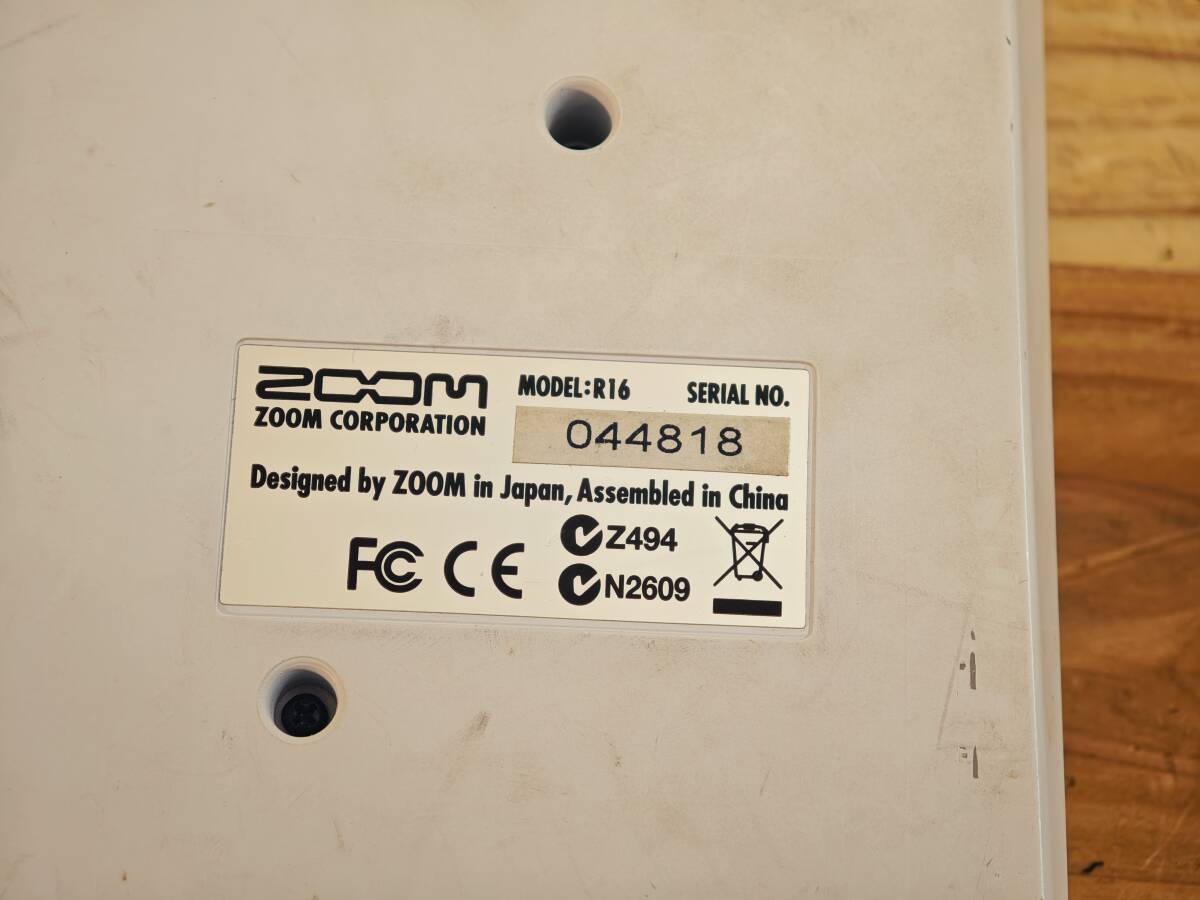 ZOOM
ZOOM CORPORATION
MODEL:R16 SERIAL NO.
044818
Designed by ZOOM in Japan, Assembled in China
FC CE
Z494
N2609